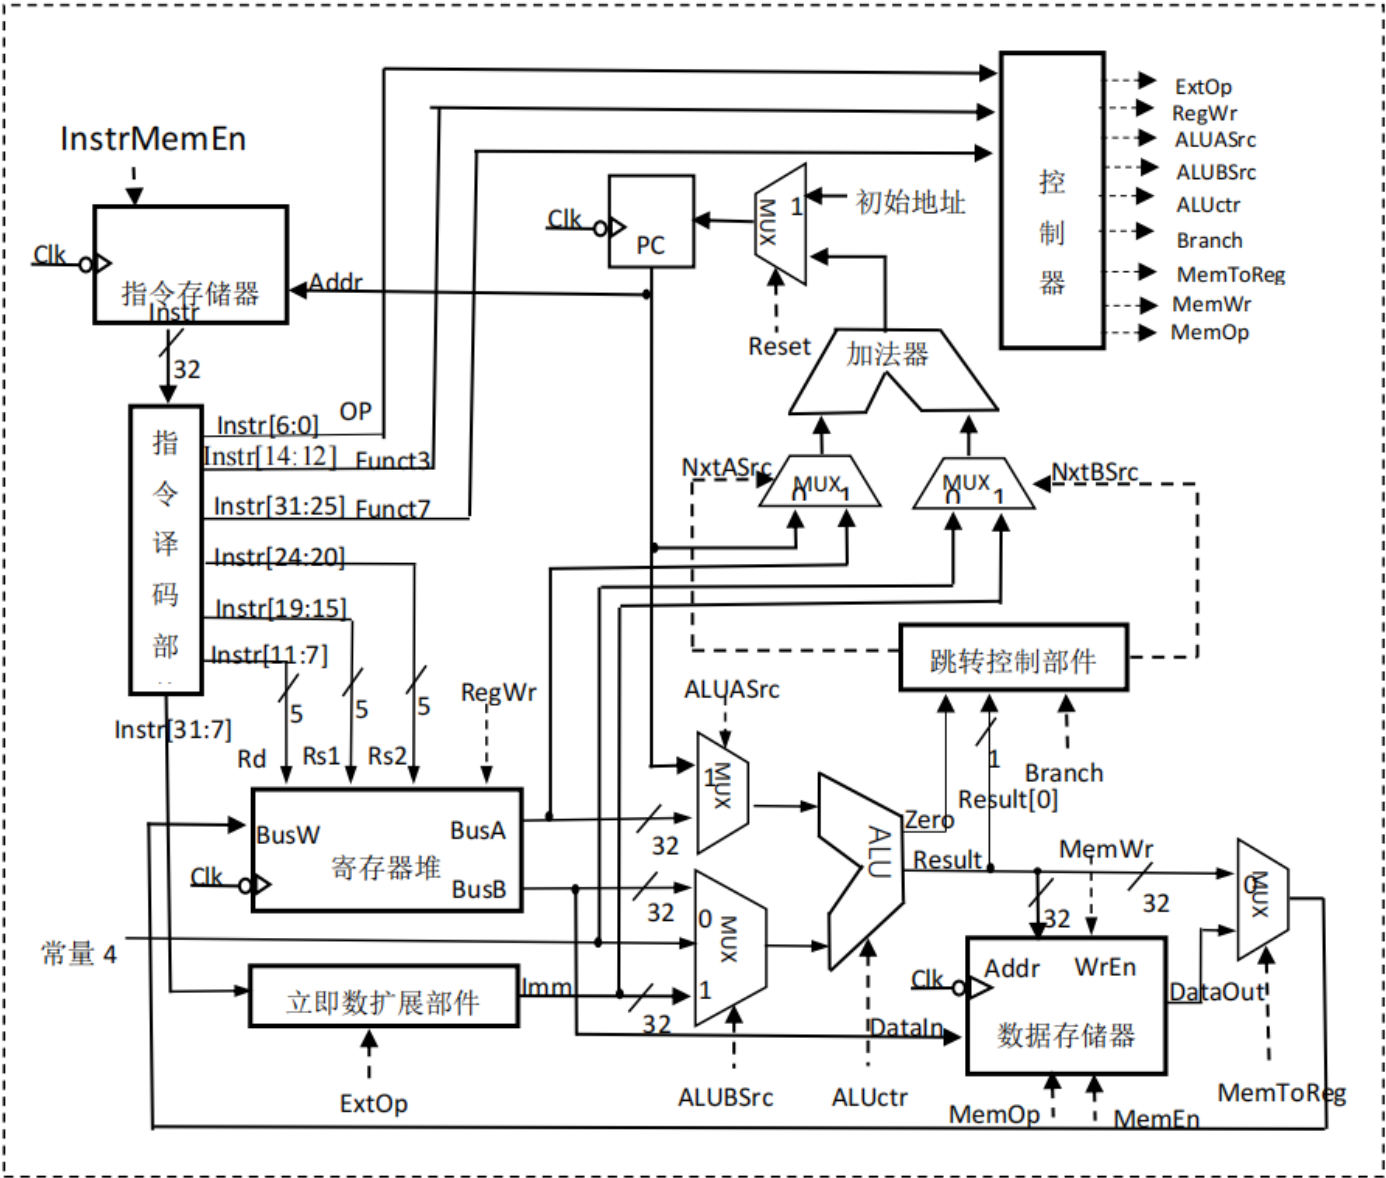 ExtOp
RegWr
ALUASrc
ALUBSrc
ALUctr
Branch
MemToReg
MemWr
MemOp
控
制
器
InstrMemEn
Clk
指令存储器
Instr
Addr
32
Clk
PC
MUX
1
初始地址
Reset
加法器
指
令
译
码
部
Instr[6:0]
OP
Instr[14:12]
Funct3
Instr[31:25]
Funct7
Instr[24:20]
Instr[19:15]
Instr[11:7]
Instr[31:7]
NxtASrc
MUX
0
1
MUX
0
1
NxtBSrc
跳转控制部件
5
5
5
Rd
Rs1
Rs2
RegWr
ALUASrc
1
MUX
1
Branch
Result[0]
BusW
BusA
寄存器堆
Clk
BusB
32
32
Zero
ALU
Result
MemWr
32
32
0
MUX
常量 4
0
MUX
1
立即数扩展部件
Imm
32
ExtOp
ALUBSrc
ALUctr
DataIn
Clk
Addr
WrEn
DataOut
数据存储器
MemOp
MemEn
MemToReg